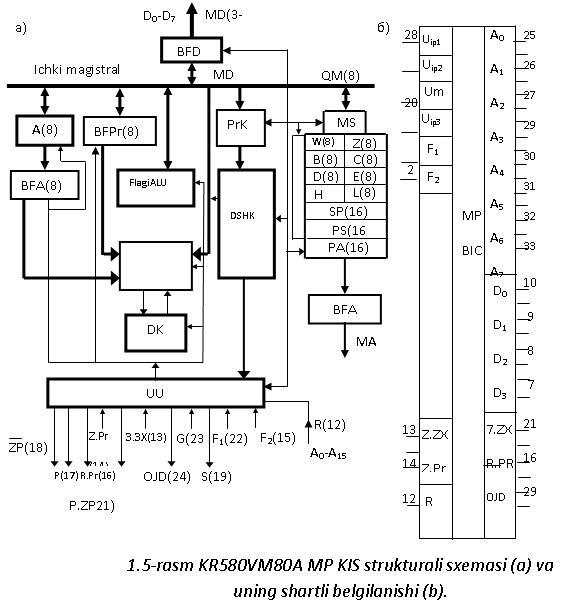 а)
D₀-D₇
MD(3-
б)
BFD
Ichki magistral
MD
QM(8)
A(8)
BFPr(8)
PrK
MS
BFA(8)
FlagiALU
DSHK
W(8) Z(8)
B(8) C(8)
D(8) E(8)
H L(8)
SP(16)
PS(16
PA(16)
DK
BFA
MA
UU
ZP(18)
Z.Pr
3.3X(13)
G(23
F₁(22)
F₂(15)
R(12)
P(17)
R.Pr(16)
OJD(24)
S(19)
A₀-A₁₅
P.ZP21)
28 Uip1
Uip2
20 Um
Uip3
F₁
2 F₂
MP
BIC
13 Z.ZX
14 Z.Pr
12 R
A₀ 25
A₁ 26
A₂ 27
A₃ 29
30
A₄ 31
A₅ 32
A₆ 33
A₇
D₀ 10
D₁ 9
D₂ 8
D₃ 7
7.ZX 21
R.PR 16
OJD 29
1.5-rasm KR580VM80A MP KIS strukturali sxemasi (a) va
uning shartli belgilanishi (b).